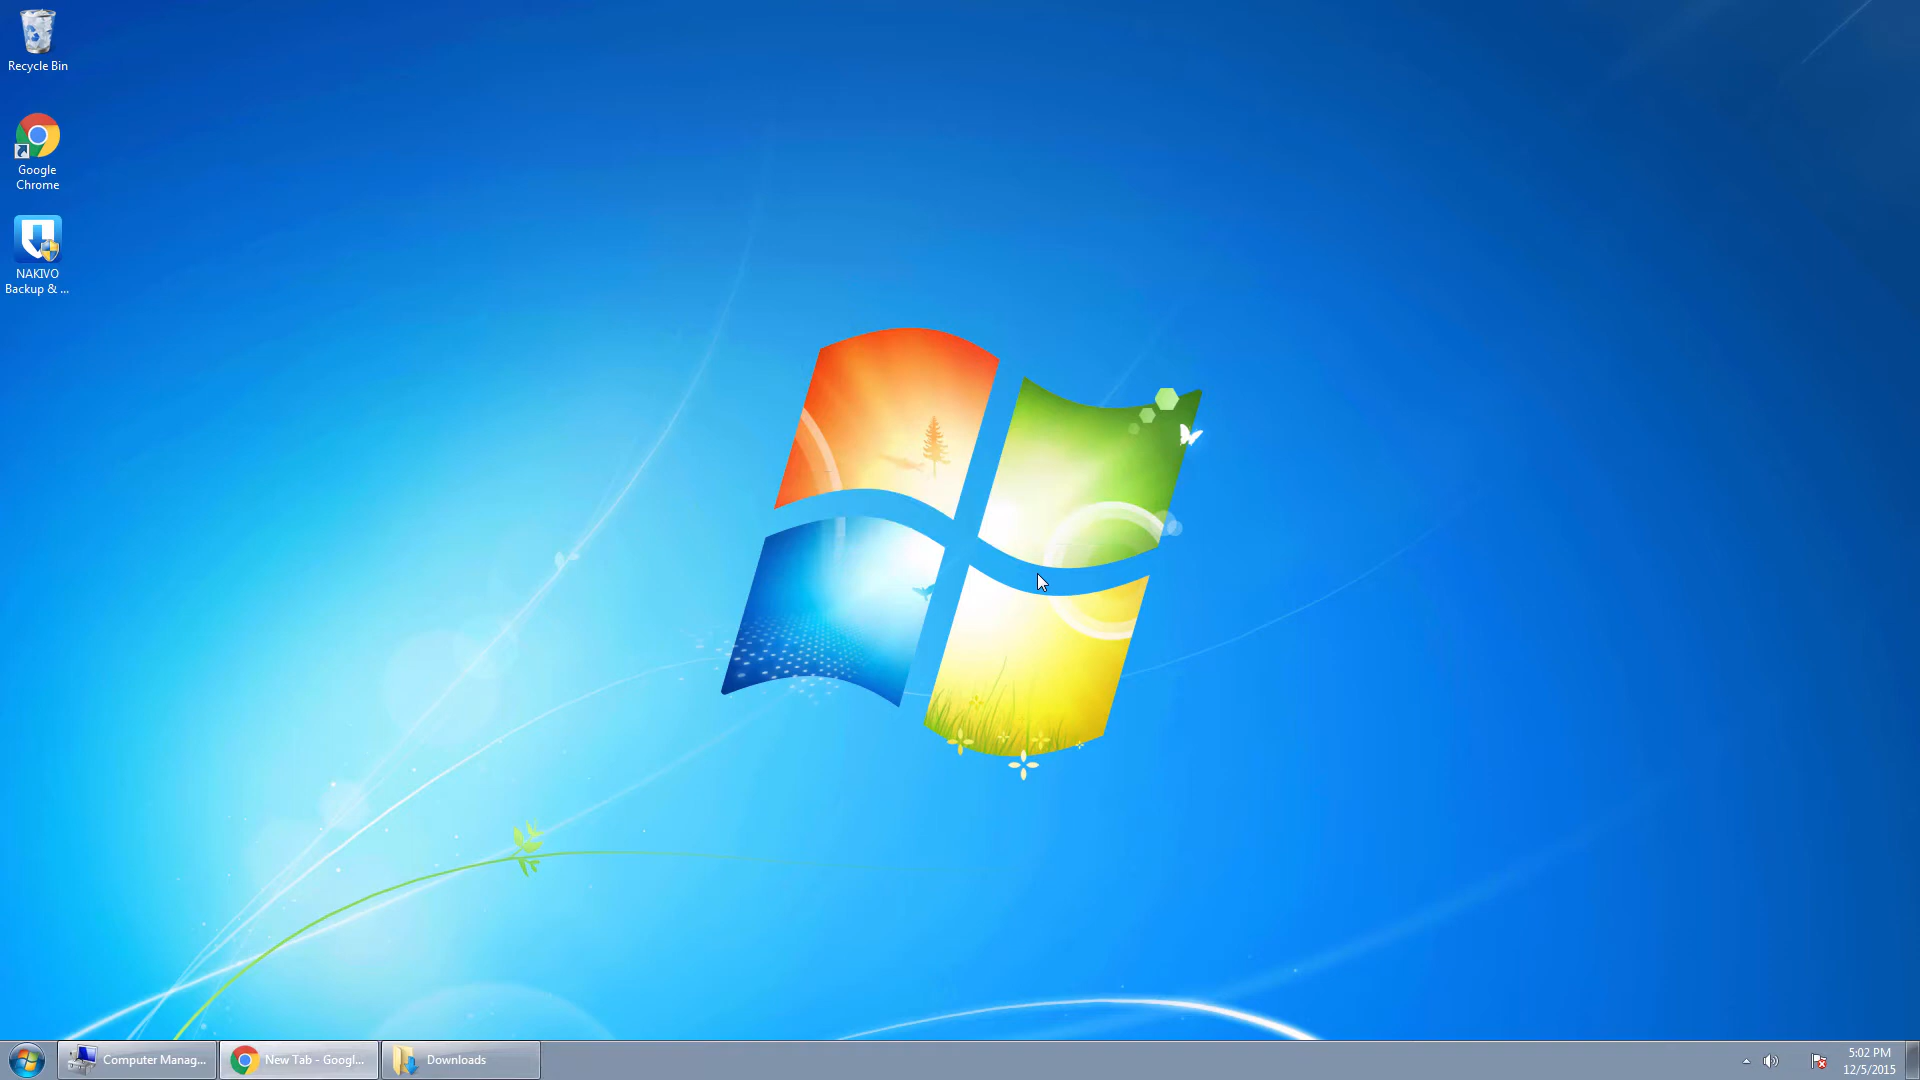 Recycle Bin
Google
Chrome
NAKIVO
Backup & ...
Computer Manag...
New Tab - Googl...
Downloads
5:02 PM
12/5/2015